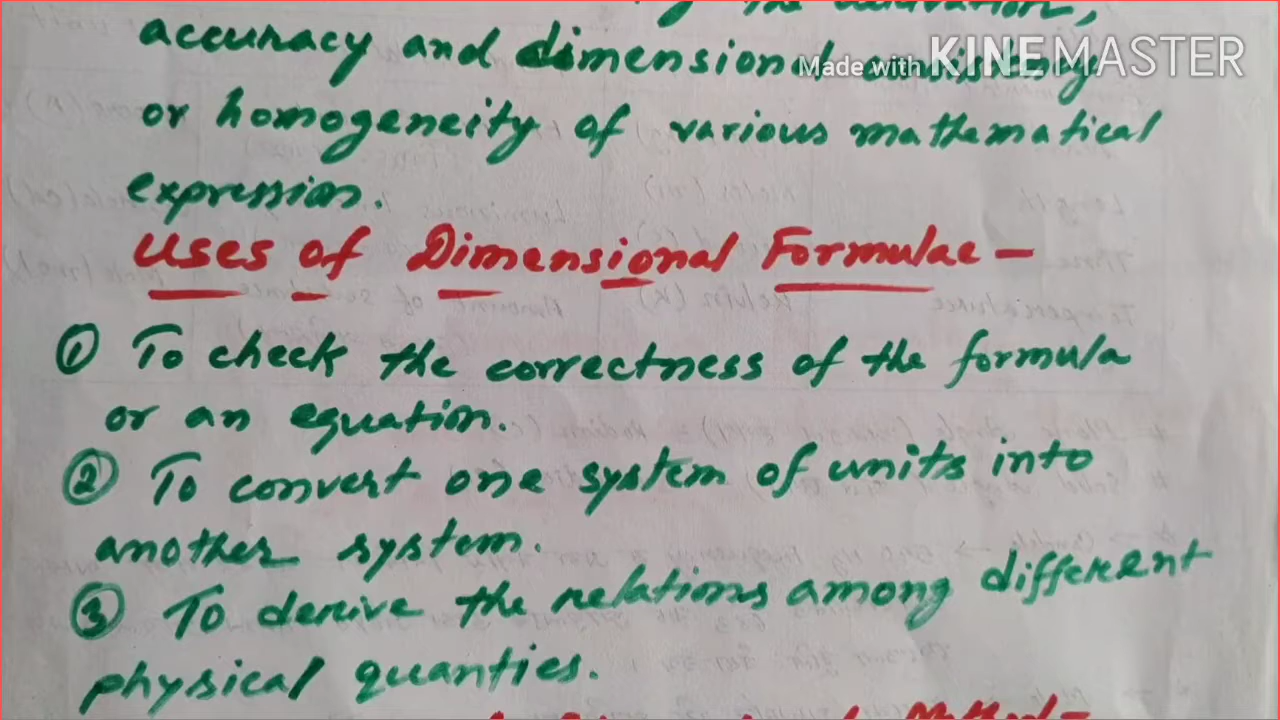 the
accuracy and dimensional
Made with KINEMASTER
or homogeneity of various mathematical
expression.
Uses of Dimensional Formulae –
① To check the correctness of the formula
or an equation.
② To convert one system of units into
another system.
③ To derive the relations among different
physical quanties.